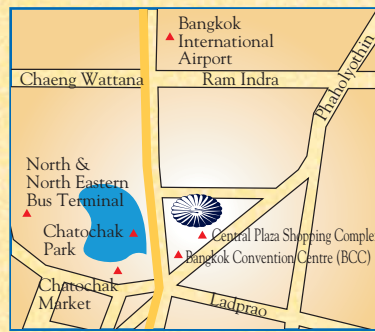 Bangkok
International
Airport
Chaeng Wattana
Ram Indra
Phaholyothin
North &
North Eastern
Bus Terminal
Chatochak
Park
Central Plaza Shopping Complex
Bangkok Convention Centre (BCC)
Chatochak
Market
Ladprao